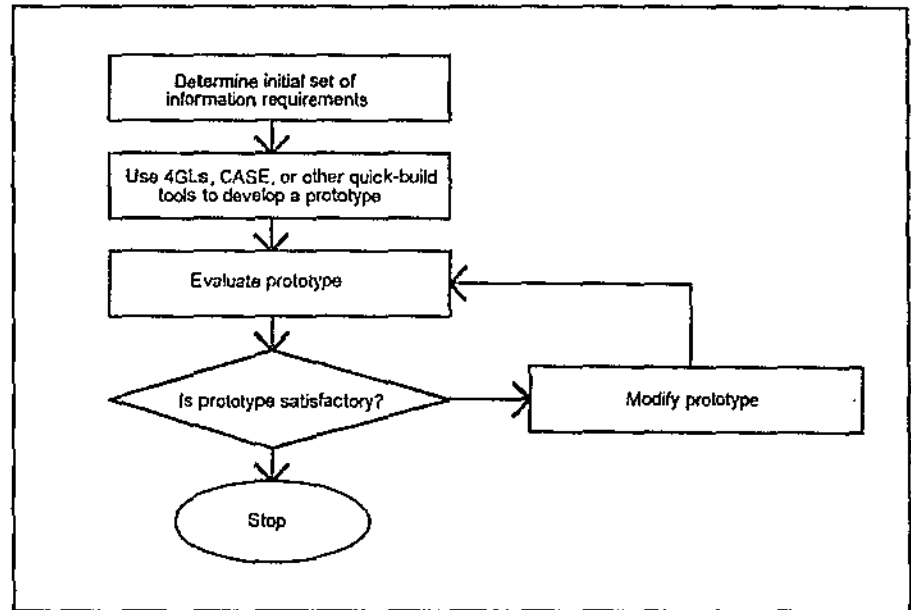 Determine initial set of
information requirements
Use 4GLs, CASE, or other quick-build
tools to develop a prototype
Evaluate prototype
Is prototype satisfactory?
Modify prototype
Stop